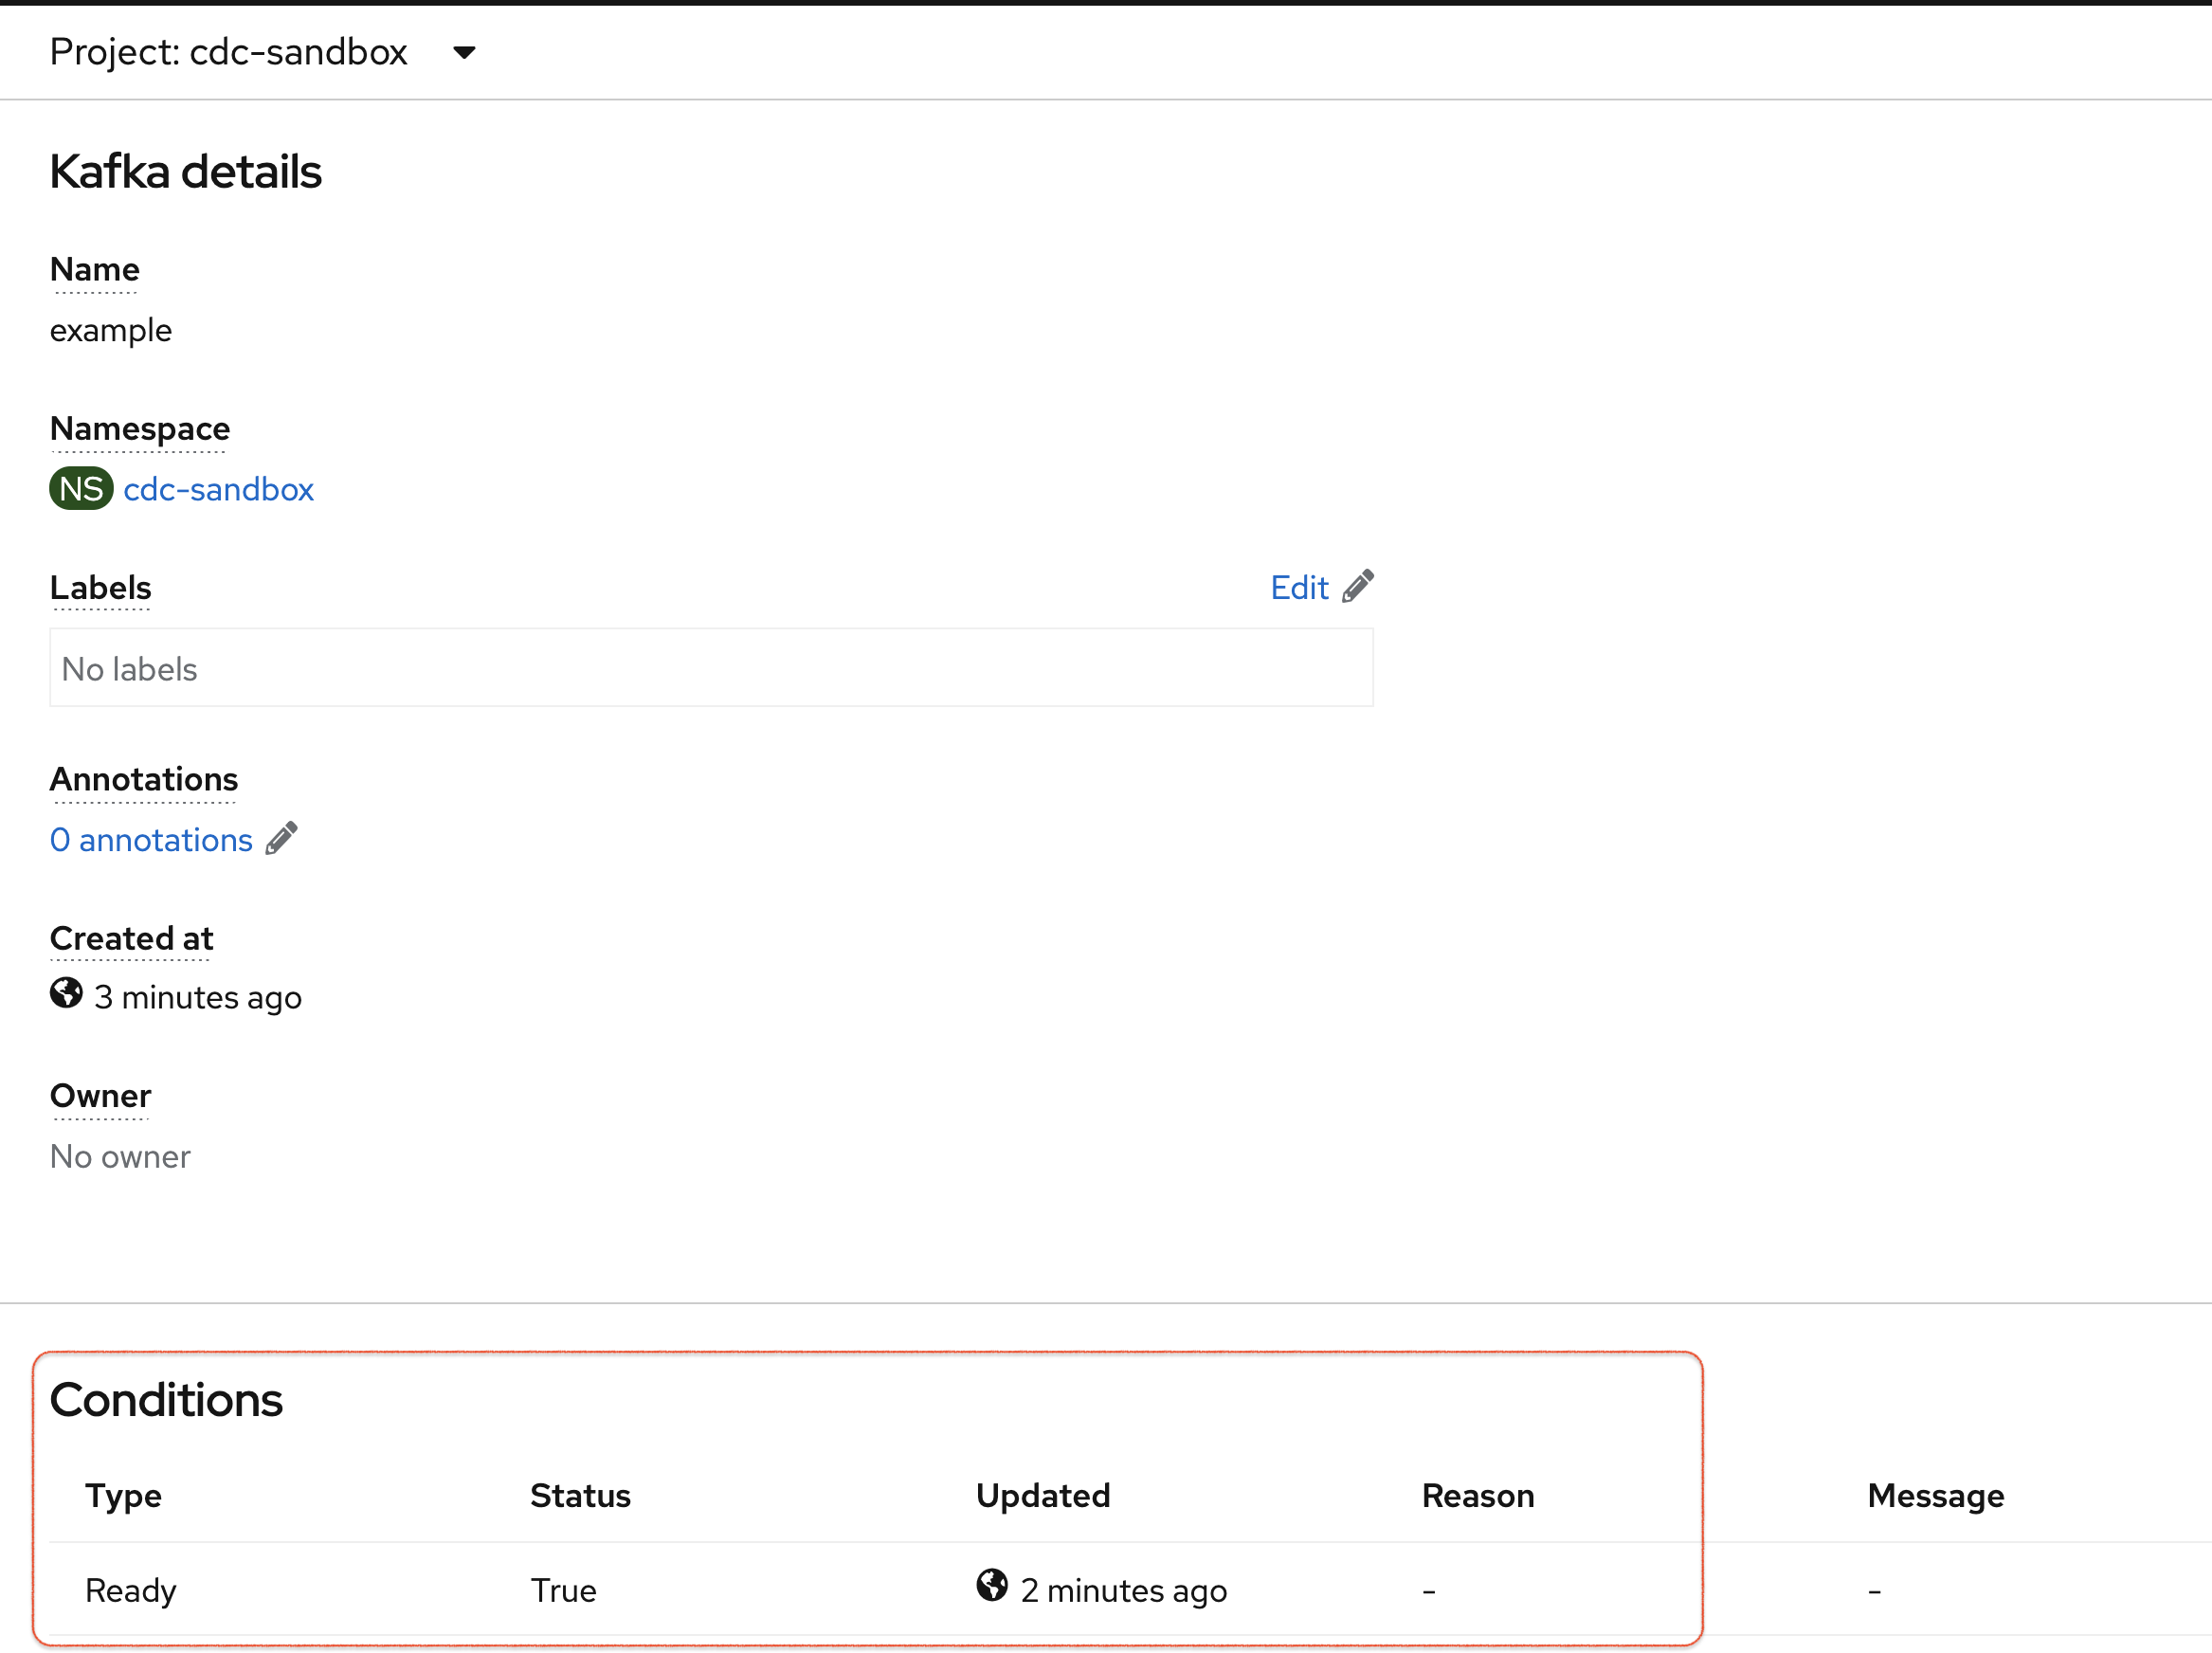 Project: cdc-sandbox
Kafka details
Name
example
Namespace
NS cdc-sandbox
Labels Edit
No labels
Annotations
0 annotations
Created at
3 minutes ago
Owner
No owner
Conditions
Type Status Updated Reason Message
Ready True 2 minutes ago - -